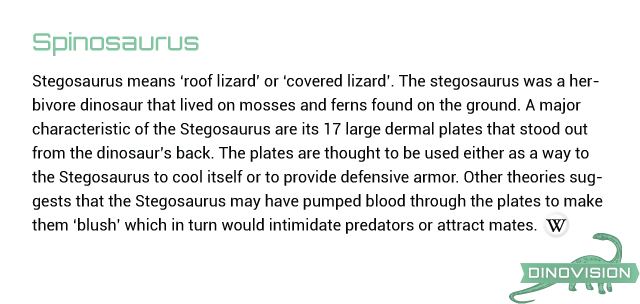 Spinosaurus
Stegosaurus means ‘roof lizard’ or ‘covered lizard’. The stegosaurus was a her-
bivore dinosaur that lived on mosses and ferns found on the ground. A major
characteristic of the Stegosaurus are its 17 large dermal plates that stood out
from the dinosaur's back. The plates are thought to be used either as a way to
the Stegosaurus to cool itself or to provide defensive armor. Other theories sug-
gests that the Stegosaurus may have pumped blood through the plates to make
them ‘blush’ which in turn would intimidate predators or attract mates. W
DINOVISION